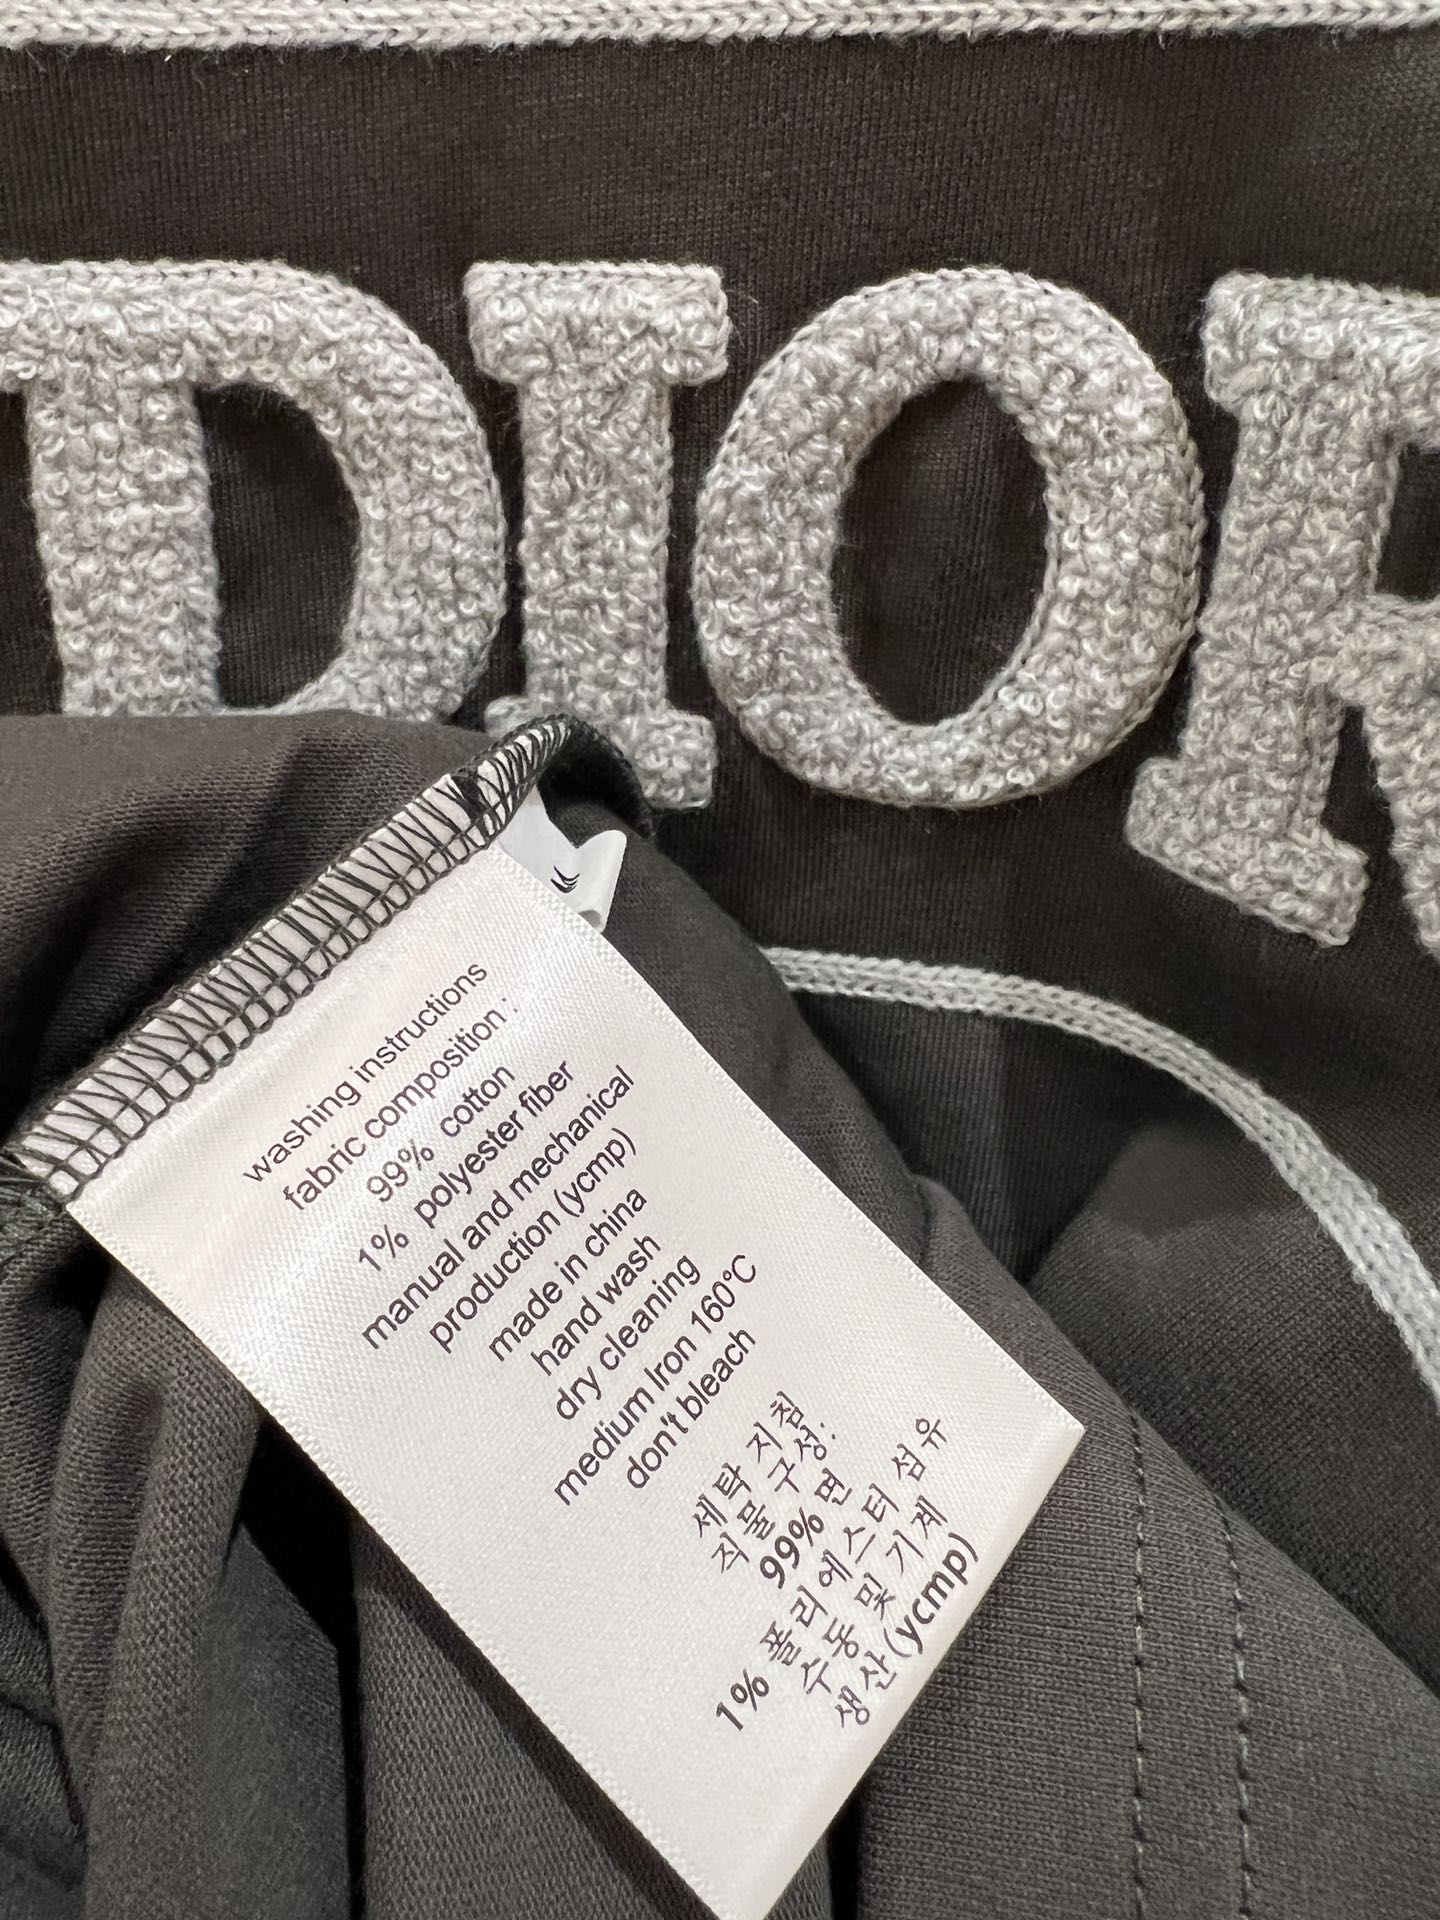 DIOR
washing instructions
fabric composition :
99% cotton
1% polyester fiber
manual and mechanical
production (ycmp)
made in china
hand wash
dry cleaning
medium Iron 160°C
don't bleach
세탁 지침
직물 구성:
99% 면
1% 폴리에스터 섬유
수동 및 기계
생산(ycmp)